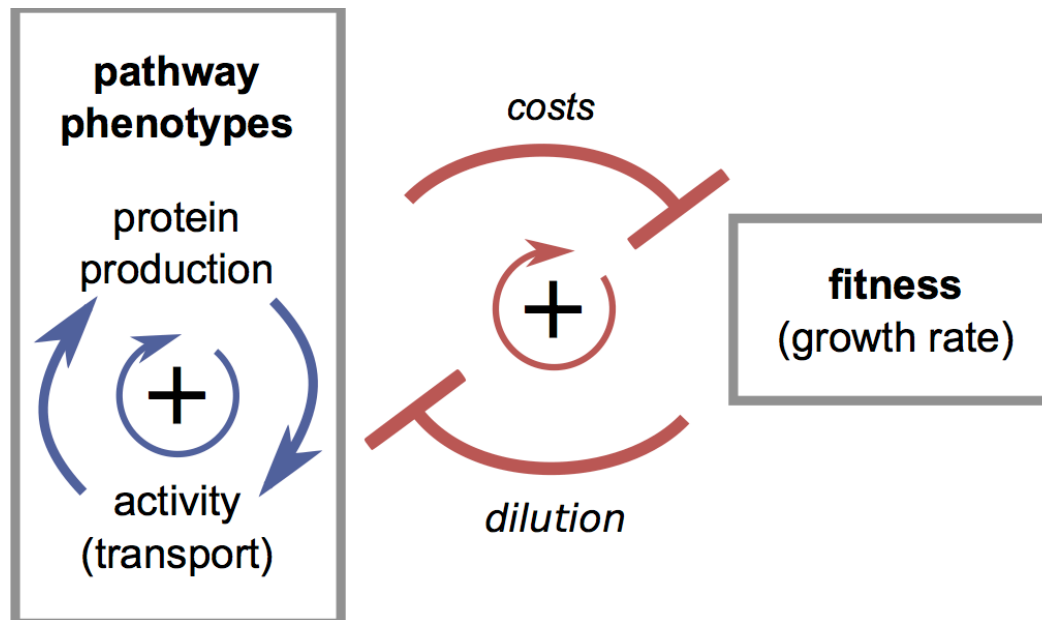 pathway
phenotypes
protein
production
+
activity
(transport)
costs
+
dilution
fitness
(growth rate)